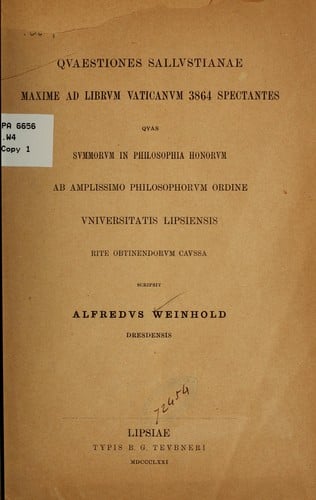 QVAESTIONES SALLVSTIANAE
MAXIME AD LIBRVM VATICANVM 3864 SPECTANTES
PA 6656
.W4
Copy 1
QVAS
SVMMORVM IN PHILOSOPHIA HONORVM
AB AMPLISSIMO PHILOSOPHORVM ORDINE
VNIVERSITATIS LIPSIENSIS
RITE OBTINENDORVM CAVSSA
SCRIPSIT
ALFREDVS WEINHOLD
DRESDENSIS
72454
LIPSIAE
TYPIS B. G. TEVBNERI
MDCCCLXXI